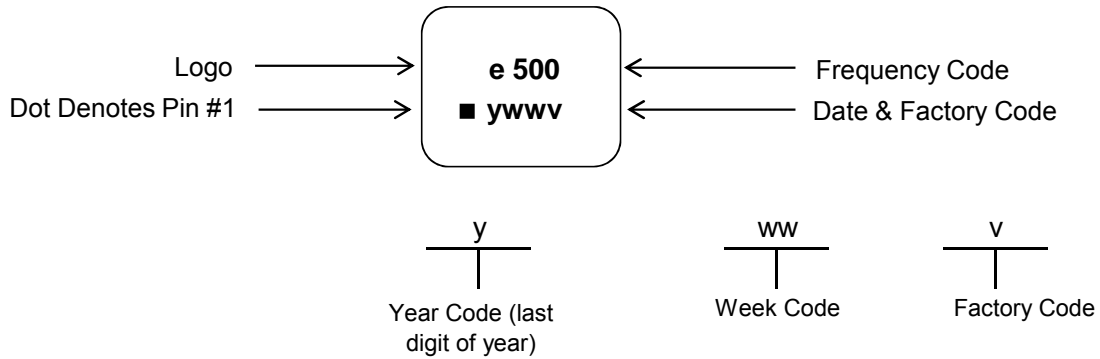 Logo
e 500
Frequency Code
Dot Denotes Pin #1
■ ywwv
Date & Factory Code
y
ww
v
Year Code (last
digit of year)
Week Code
Factory Code